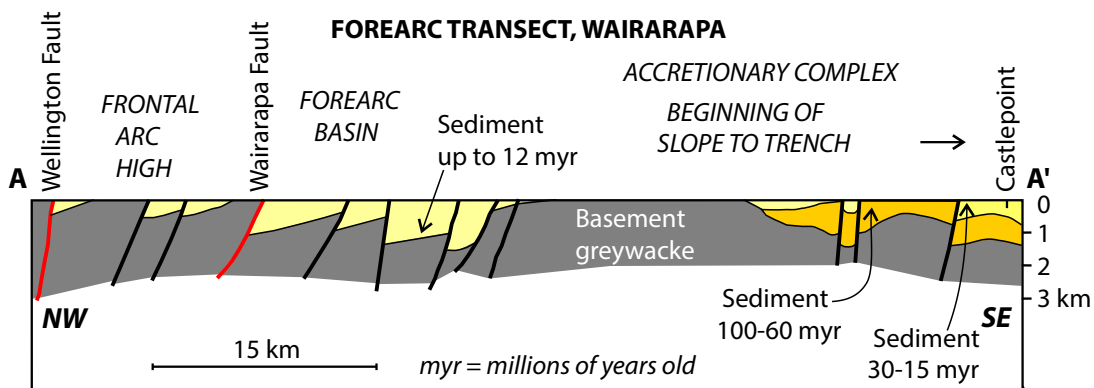 FOREARC TRANSECT, WAIRARAPA
Wellington Fault
FRONTAL
ARC
HIGH
Wairarapa Fault
FOREARC
BASIN
Sediment
up to 12 myr
ACCRETIONARY COMPLEX
BEGINNING OF
SLOPE TO TRENCH
Castlepoint
A
A'
Basement
greywacke
0
1
2
3 km
NW
SE
Sediment
100-60 myr
Sediment
30-15 myr
15 km
myr = millions of years old